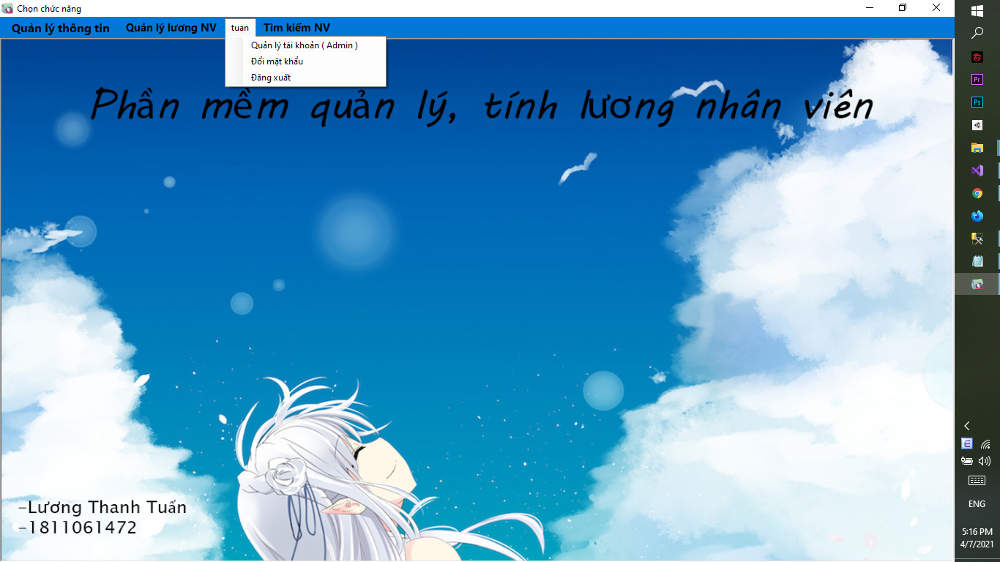 Chọn chức năng
Quản lý thông tin Quản lý lương NV tuan Tìm kiếm NV
Quản lý tài khoản ( Admin )
Đổi mật khẩu
Đăng xuất
Phần mềm quản lý, tính lương nhân viên
Pr
Ps
-Lương Thanh Tuấn
-1811061472
ENG
5:16 PM
4/7/2021